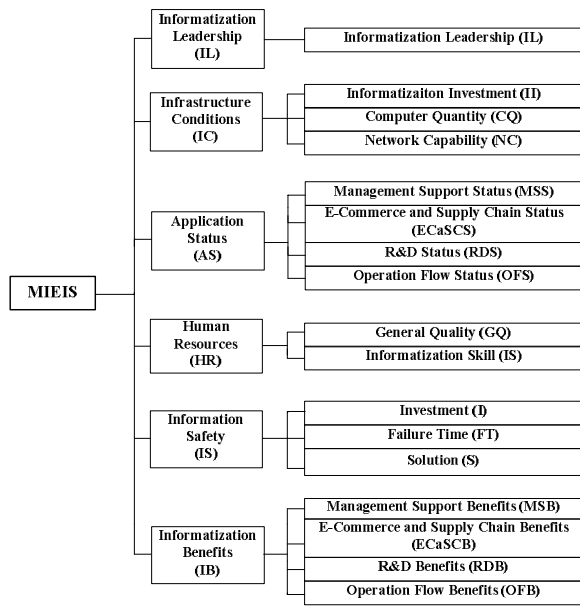 Informatization
Leadership
(IL)
Informatization Leadership (IL)
Infrastructure
Conditions
(IC)
Informatizaiton Investment (II)
Computer Quantity (CQ)
Network Capability (NC)
Application
Status
(AS)
Management Support Status (MSS)
E-Commerce and Supply Chain Status
(ECaSCS)
R&D Status (RDS)
Operation Flow Status (OFS)
MIEIS
Human
Resources
(HR)
General Quality (GQ)
Informatization Skill (IS)
Information
Safety
(IS)
Investment (I)
Failure Time (FT)
Solution (S)
Informatization
Benefits
(IB)
Management Support Benefits (MSB)
E-Commerce and Supply Chain Benefits
(ECaSCB)
R&D Benefits (RDB)
Operation Flow Benefits (OFB)